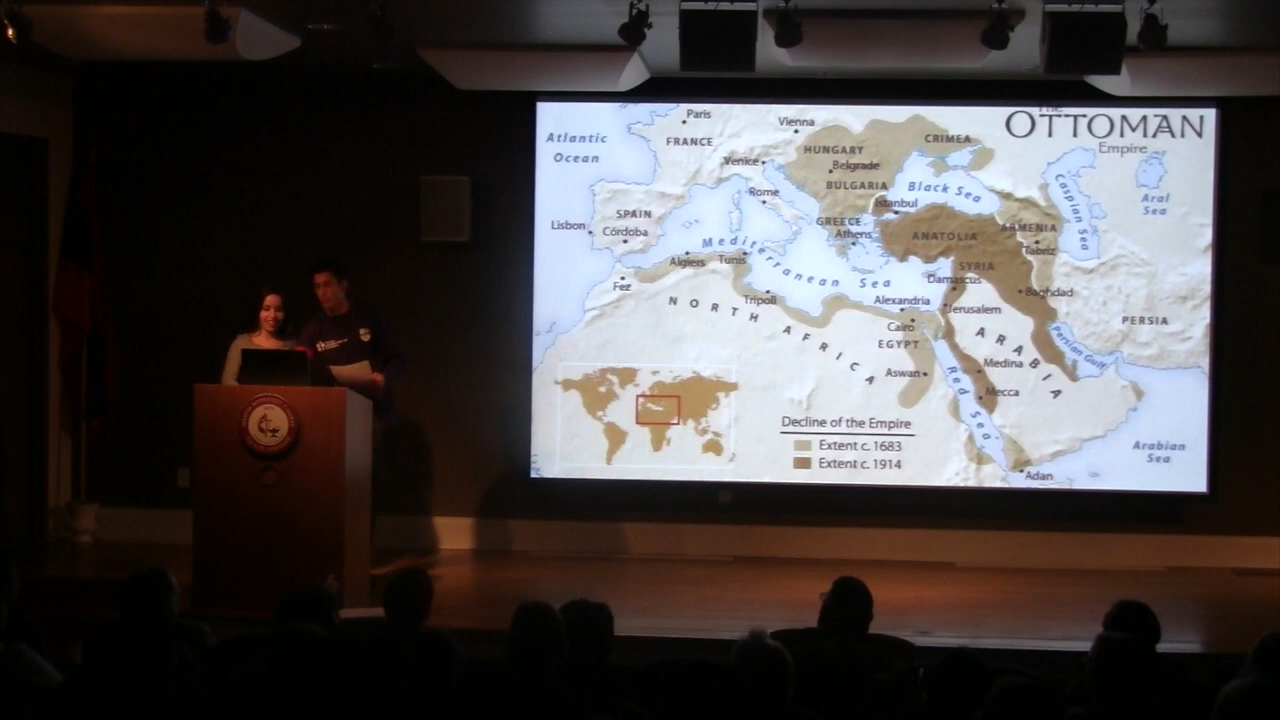 The
OTTOMAN
Empire
Paris
Vienna
Atlantic
Ocean
FRANCE
CRIMEA
HUNGARY
Venice
Belgrade
BULGARIA
Black Sea
Caspian Sea
Aral
Sea
Rome
Istanbul
SPAIN
Lisbon
Córdoba
GREECE
Athens
ANATOLIA
ARMENIA
Tabriz
Mediterranean Sea
Algiers
Tunis
SYRIA
Damascus
Baghdad
Fez
Tripoli
Alexandria
Jerusalem
NORTH AFRICA
Cairo
EGYPT
ARABIA
PERSIA
Persian Gulf
Aswan
Red Sea
Medina
Mecca
Decline of the Empire
Extent c. 1683
Extent c. 1914
Arabian
Sea
Adan